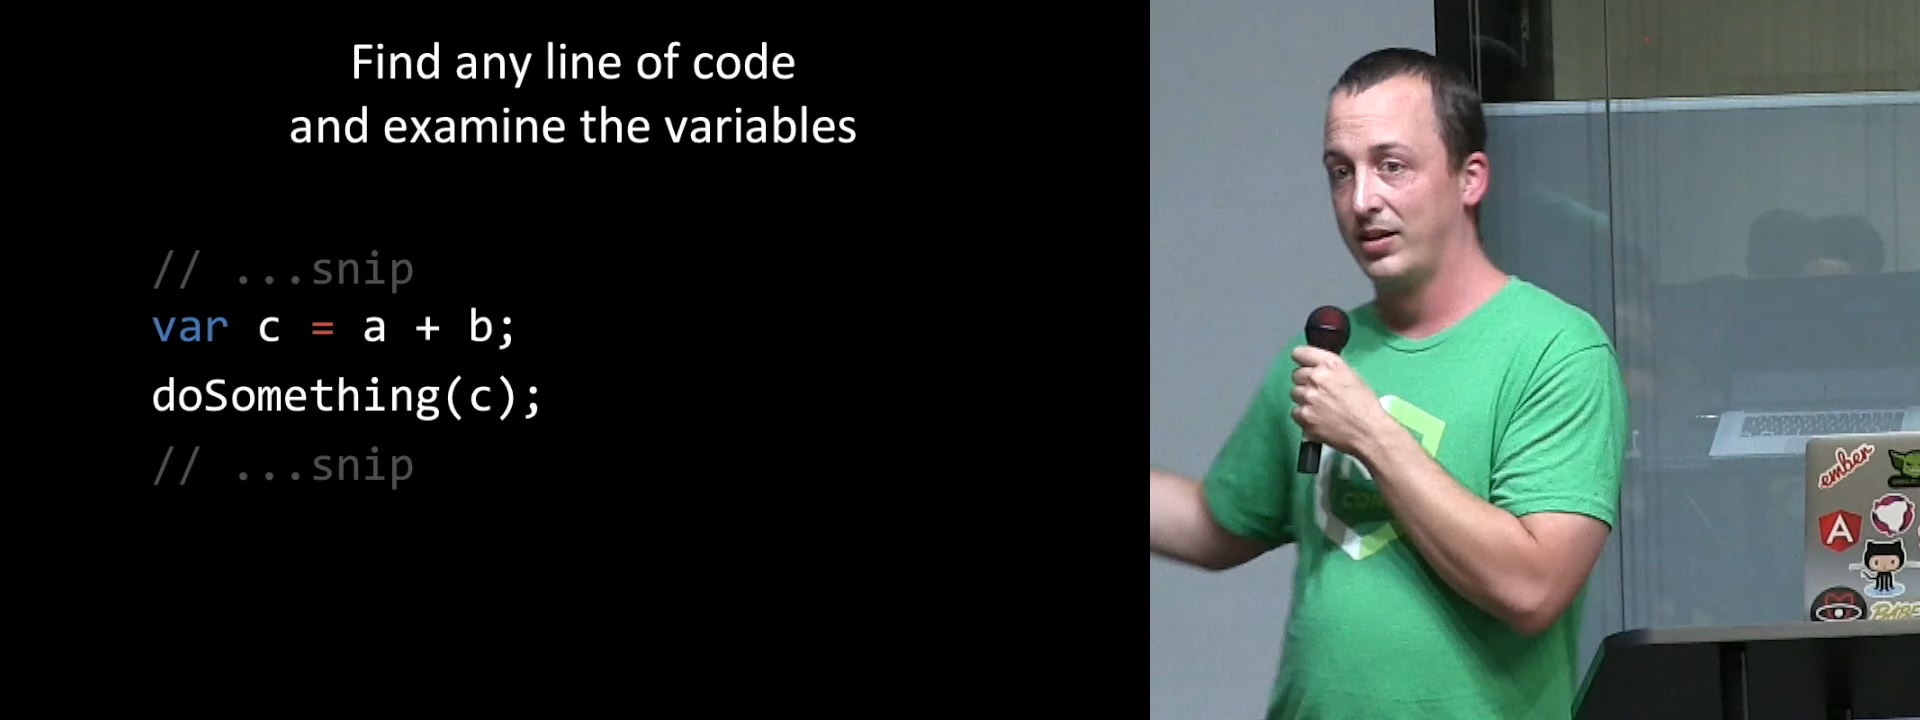 Find any line of code
and examine the variables
// ...snip
var c = a + b;
doSomething(c);
// ...snip
ember
A